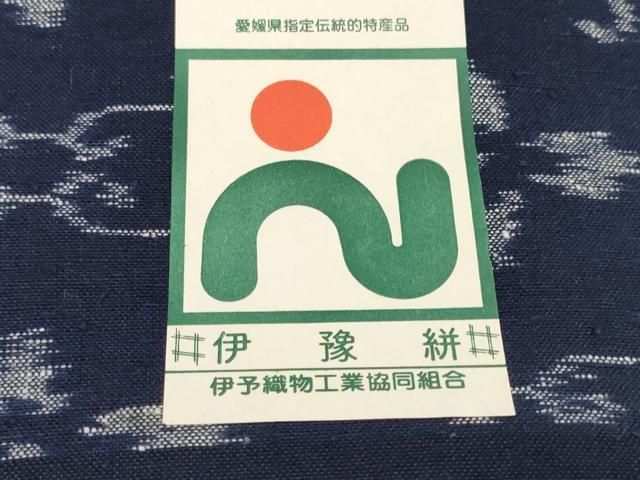 愛媛県指定伝統的特産品
伊豫絣
伊予織物工業協同組合